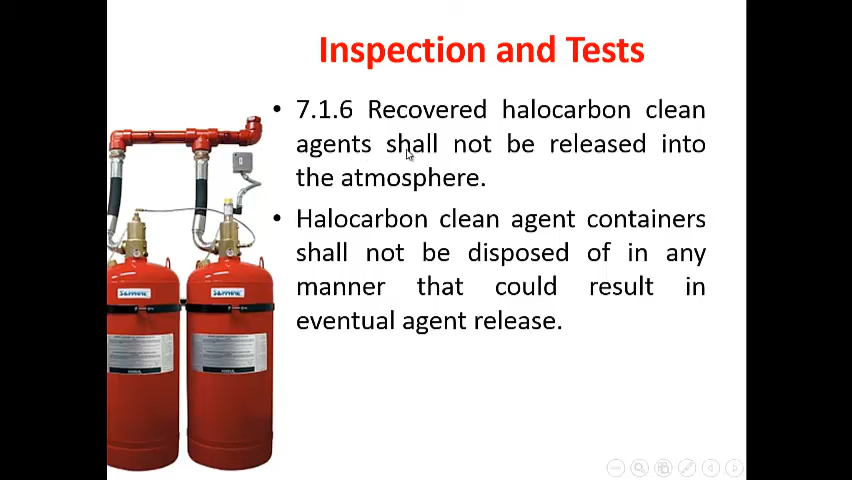 Inspection and Tests
• 7.1.6 Recovered halocarbon clean
agents shall not be released into
the atmosphere.
• Halocarbon clean agent containers
shall not be disposed of in any
manner that could result in
eventual agent release.